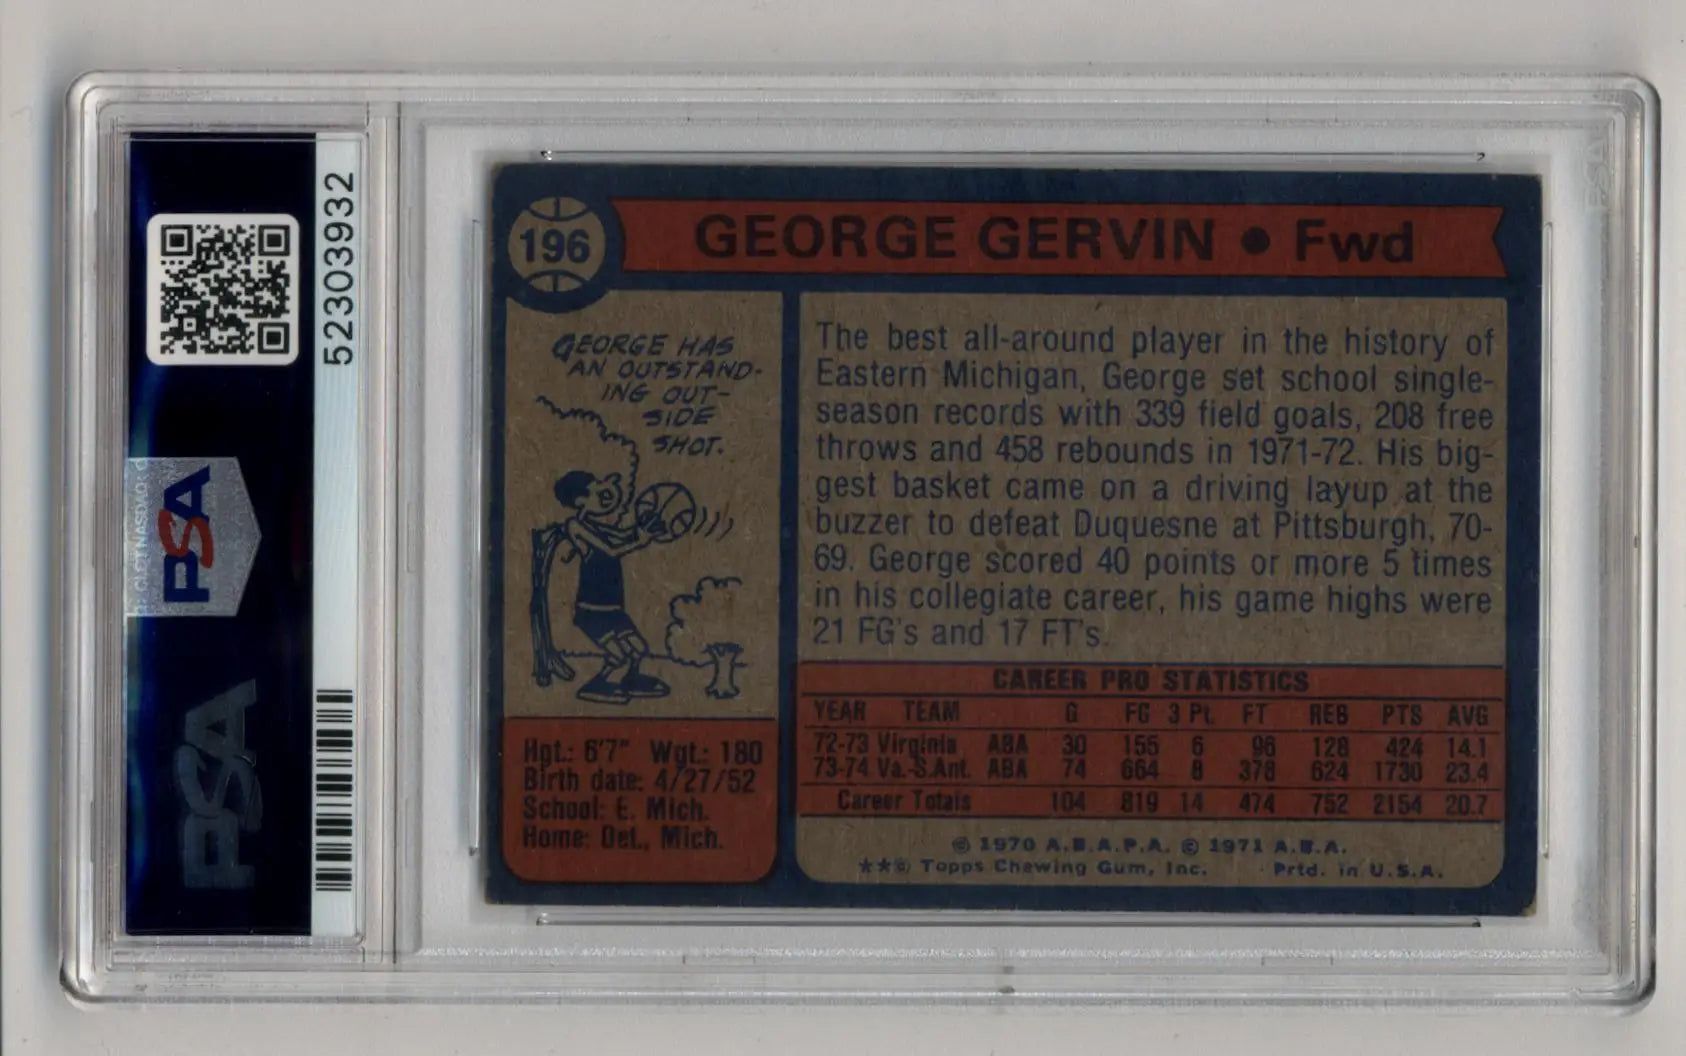 52303932
PSA
PSA
196
GEORGE GERVIN • Fwd
GEORGE HAS
AN OUTSTAND-
ING OUT-
SIDE
SHOT.
The best all-around player in the history of
Eastern Michigan, George set school single-
season records with 339 field goals, 208 free
throws and 458 rebounds in 1971-72. His big-
gest basket came on a driving layup at the
buzzer to defeat Duquesne at Pittsburgh, 70-
69. George scored 40 points or more 5 times
in his collegiate career, his game highs were
21 FG's and 17 FT's.
Hgt.: 6'7" Wgt.: 180
Birth date: 4/27/52
School: E. Mich.
Home: Det., Mich.
CAREER PRO STATISTICS
YEAR TEAM G FG 3 Pt. FT REB PTS AVG
72-73 Virginia ABA 30 155 6 96 128 424 14.1
73-74 Va.-S.Ant. ABA 74 664 8 378 624 1730 23.4
Career Totals 104 819 14 474 752 2154 20.7
© 1970 A.B.A.P.A. © 1971 A.B.A.
**© Topps Chewing Gum, Inc. Prtd. in U.S.A.